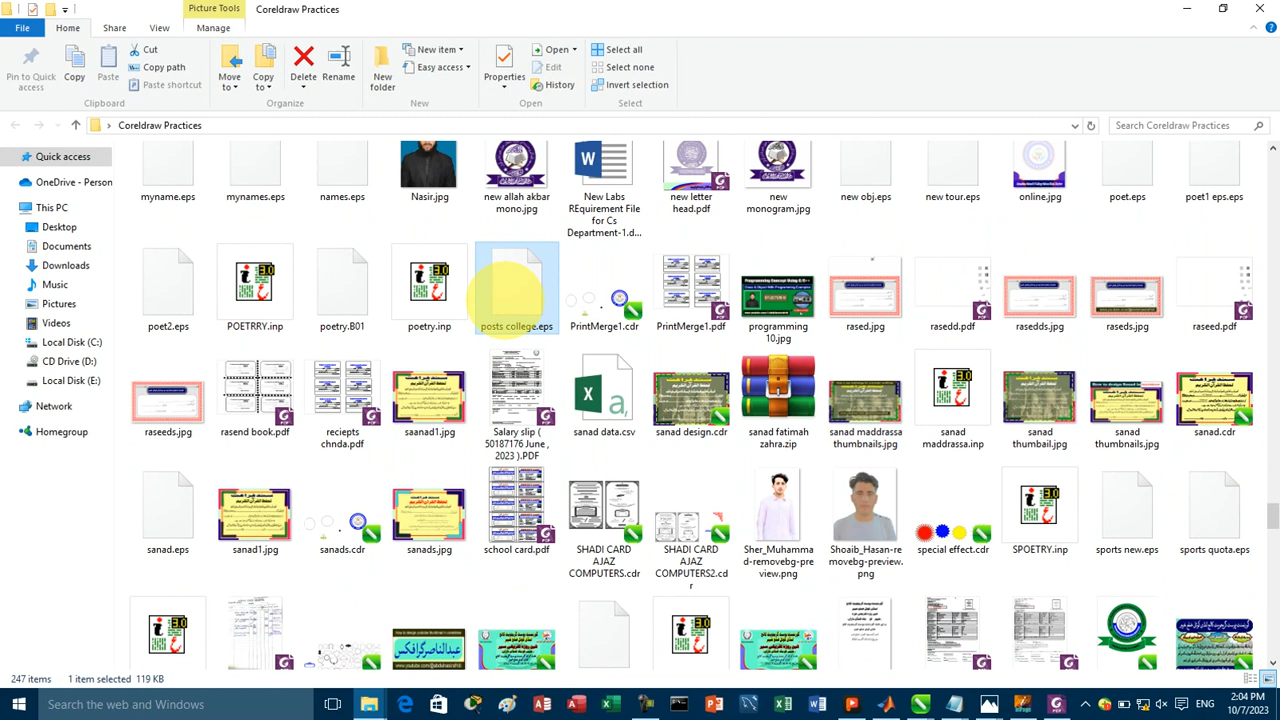 Picture Tools
Coreldraw Practices
File
Home
Share
View
Manage
Pin to Quick access
Copy
Paste
Cut
Copy path
Paste shortcut
Clipboard
Move to
Copy to
Delete
Rename
Organize
New folder
New item
Easy access
New
Properties
Open
Edit
History
Open
Select all
Select none
Invert selection
Select
Coreldraw Practices
Search Coreldraw Practices
Quick access
OneDrive - Person
This PC
Desktop
Documents
Downloads
Music
Pictures
Videos
Local Disk (C:)
CD Drive (D:)
Local Disk (E:)
Network
Homegroup
myname.eps
mynames.eps
names.eps
Nasir.jpg
new allah akbar mono.jpg
New Labs REquirement File for Cs Department-1.d...
new letter head.pdf
new monogram.jpg
new obj.eps
new tour.eps
online.jpg
poet.eps
poet1 eps.eps
poet2.eps
POETRRY.inp
poetry.B01
poetry.inp
posts college.eps
PrintMerge1.cdr
PrintMerge1.pdf
programming 10.jpg
rased.jpg
rasedd.pdf
rasedds.jpg
raseds.jpg
raseed.pdf
raseeds.jpg
rasend book.pdf
reciepts chnda.pdf
saanad1.jpg
Salary slip ( 50187176 June , 2023 ).PDF
sanad data.csv
sanad design.cdr
sanad fatimah zahra.zip
sanad maddrassa thumbnails.jpg
sanad maddrassa.inp
sanad thumbail.jpg
sanad thumbnails.jpg
sanad.cdr
sanad.eps
sanad1.jpg
sanads.cdr
sanads.jpg
school card.pdf
SHADI CARD AJAZ COMPUTERS.cdr
SHADI CARD AJAZ COMPUTERS2.cdr
Sher_Muhammad-removebg-preview.png
Shoaib_Hasan-removebg-preview.png
special effect.cdr
SPOETRY.inp
sports new.eps
sports quota.eps
عبدالناصر گرافکس
247 items
1 item selected 119 KB
Search the web and Windows
ENG
2:04 PM
10/7/2023